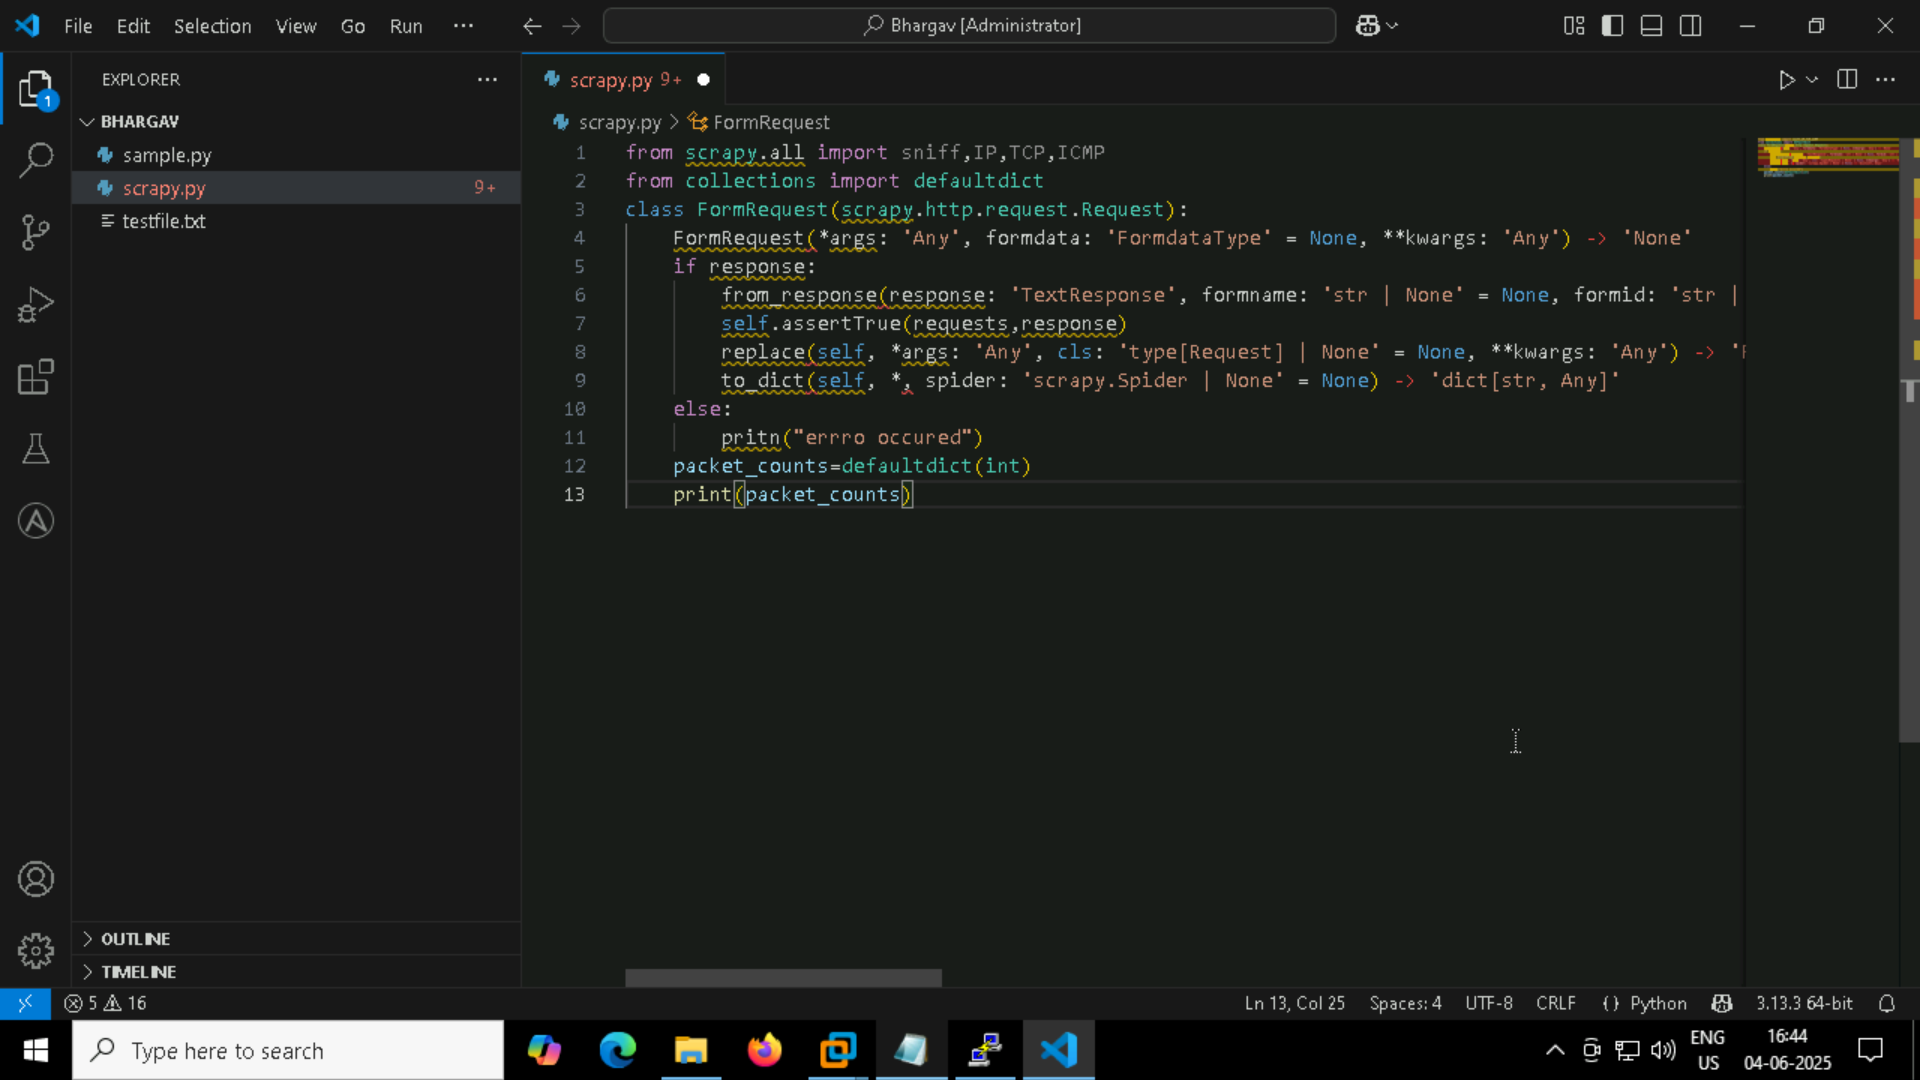 File Edit Selection View Go Run ··· Bhargav [Administrator]
EXPLORER ···
scrapy.py 9+
BHARGAV
sample.py
scrapy.py 9+
testfile.txt
scrapy.py > FormRequest
1 from scrapy.all import sniff,IP,TCP,ICMP
2 from collections import defaultdict
3 class FormRequest(scrapy.http.request.Request):
4 FormRequest(*args: 'Any', formdata: 'FormdataType' = None, **kwargs: 'Any') -> 'None'
5 if response:
6 from_response(response: 'TextResponse', formname: 'str | None' = None, formid: 'str |
7 self.assertTrue(requests,response)
8 replace(self, *args: 'Any', cls: 'type[Request] | None' = None, **kwargs: 'Any') -> '
9 to_dict(self, *, spider: 'scrapy.Spider | None' = None) -> 'dict[str, Any]'
10 else:
11 pritn("errro occured")
12 packet_counts=defaultdict(int)
13 print(packet_counts)
1
OUTLINE
TIMELINE
5 16 Ln 13, Col 25 Spaces: 4 UTF-8 CRLF {} Python 3.13.3 64-bit
Type here to search
ENG
US
16:44
04-06-2025